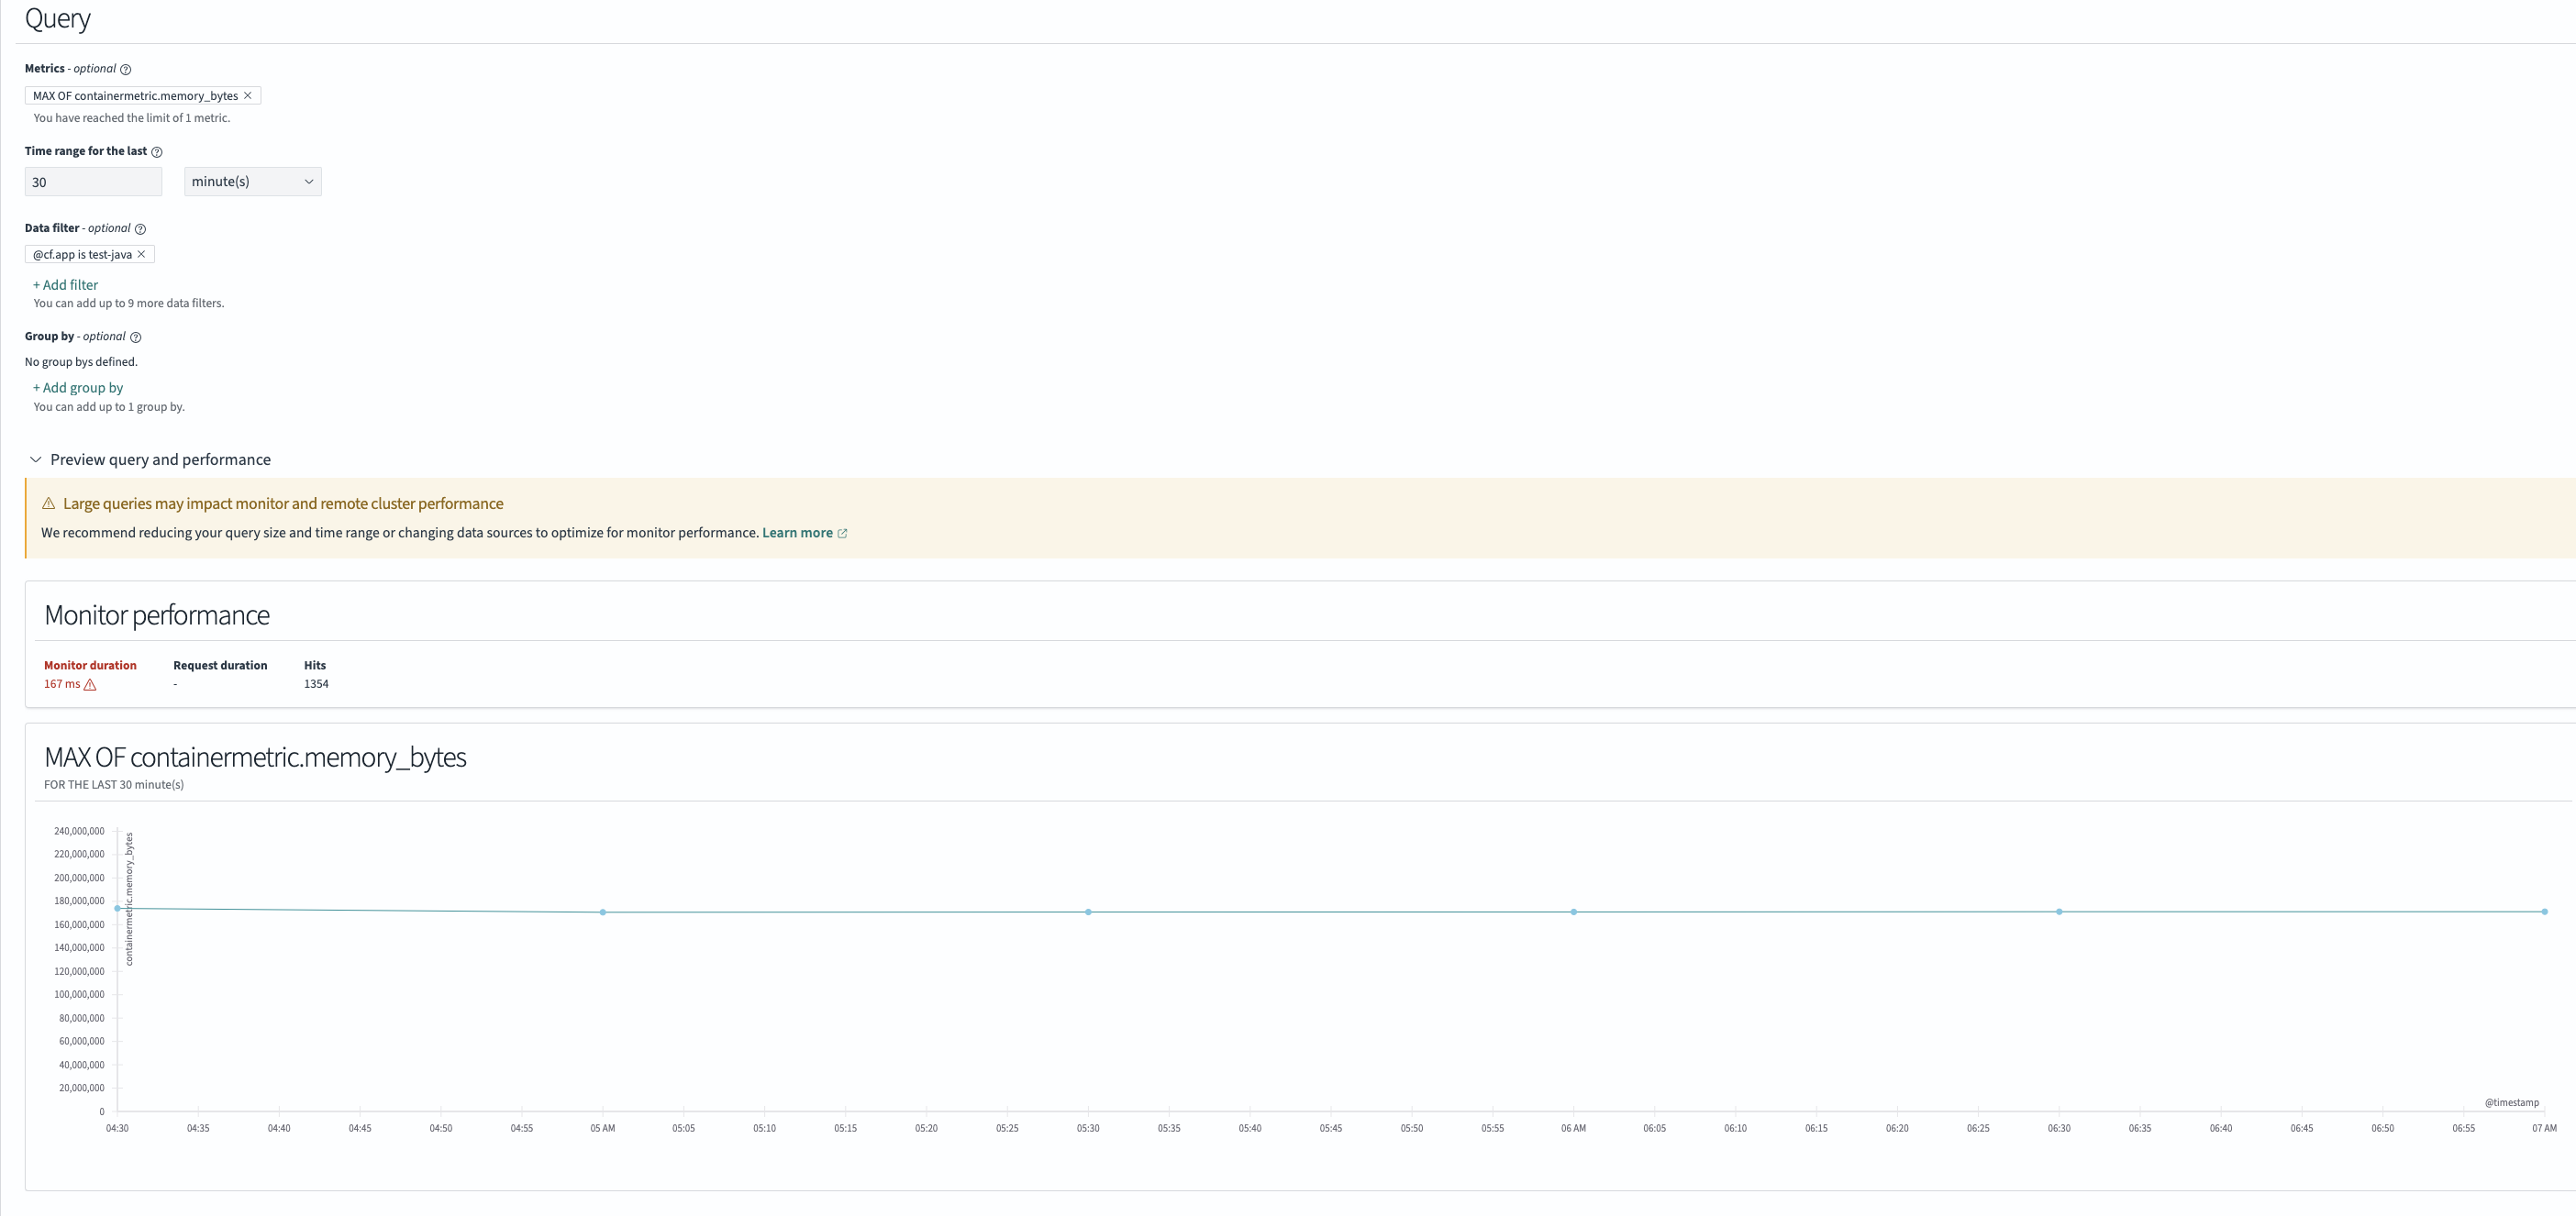 Query
Metrics - optional
MAX OF containermetric.memory_bytes ×
You have reached the limit of 1 metric.
Time range for the last
30 minute(s)
Data filter - optional
@cf.app is test-java ×
+ Add filter
You can add up to 9 more data filters.
Group by - optional
No group bys defined.
+ Add group by
You can add up to 1 group by.
Preview query and performance
Large queries may impact monitor and remote cluster performance
We recommend reducing your query size and time range or changing data sources to optimize for monitor performance. Learn more
Monitor performance
Monitor duration Request duration Hits
167 ms - 1354
MAX OF containermetric.memory_bytes
FOR THE LAST 30 minute(s)
containermetric.memory_bytes
240,000,000
220,000,000
200,000,000
180,000,000
160,000,000
140,000,000
120,000,000
100,000,000
80,000,000
60,000,000
40,000,000
20,000,000
0
@timestamp
04:30 04:35 04:40 04:45 04:50 04:55 05 AM 05:05 05:10 05:15 05:20 05:25 05:30 05:35 05:40 05:45 05:50 05:55 06 AM 06:05 06:10 06:15 06:20 06:25 06:30 06:35 06:40 06:45 06:50 06:55 07 AM